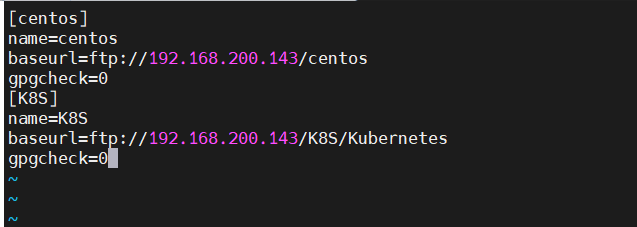 [centos]
name=centos
baseurl=ftp://192.168.200.143/centos
gpgcheck=0
[K8S]
name=K8S
baseurl=ftp://192.168.200.143/K8S/Kubernetes
gpgcheck=0
~
~
~